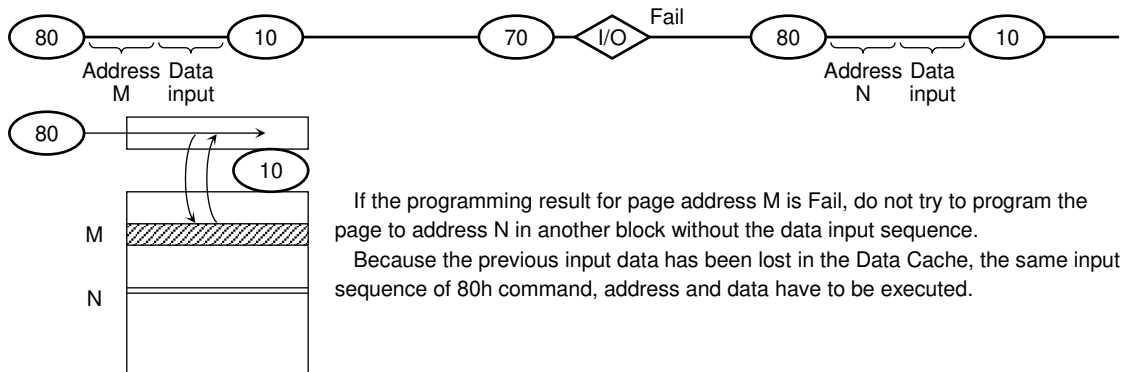 Fail
80 10 70 I/O 80 10
Address Data Address Data
M input N input
80
10
If the programming result for page address M is Fail, do not try to program the
M page to address N in another block without the data input sequence.
Because the previous input data has been lost in the Data Cache, the same input
N sequence of 80h command, address and data have to be executed.